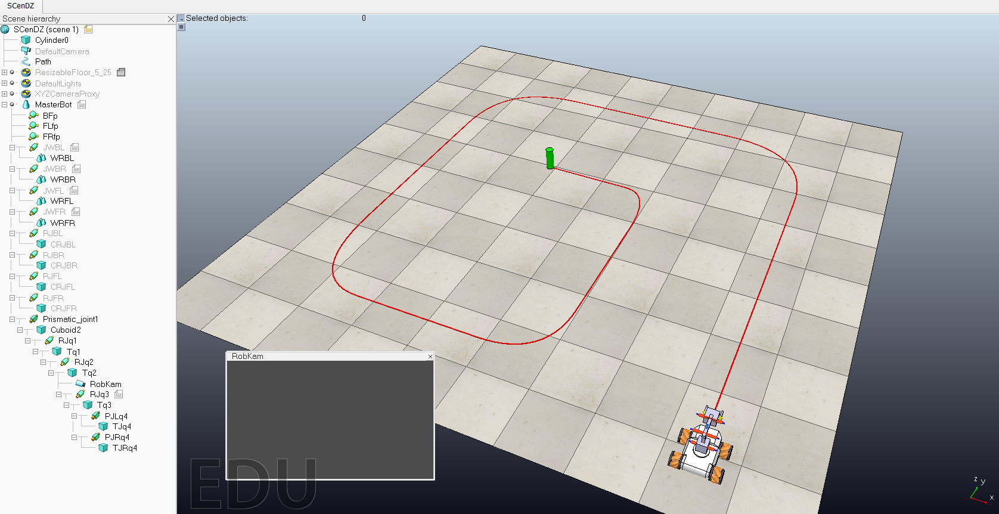 SCenDZ
Scene hierarchy
Selected objects: 0
SCenDZ (scene 1)
Cylinder0
DefaultCamera
Path
ResizableFloor_5_25
DefaultLights
XYZCameraProxy
MasterBot
BFp
FLfp
FRfp
JWBL
WRBL
JWBR
WRBR
JWFL
WRFL
JWFR
WRFR
RJBL
CRJBL
RJBR
CRJBR
RJFL
CRJFL
RJFR
CRJFR
Prismatic_joint1
Cuboid2
RJq1
Tq1
RJq2
Tq2
RobKam
RJq3
Tq3
PJLq4
TJq4
PJRq4
TJRq4
RobKam
EDU
z y
x